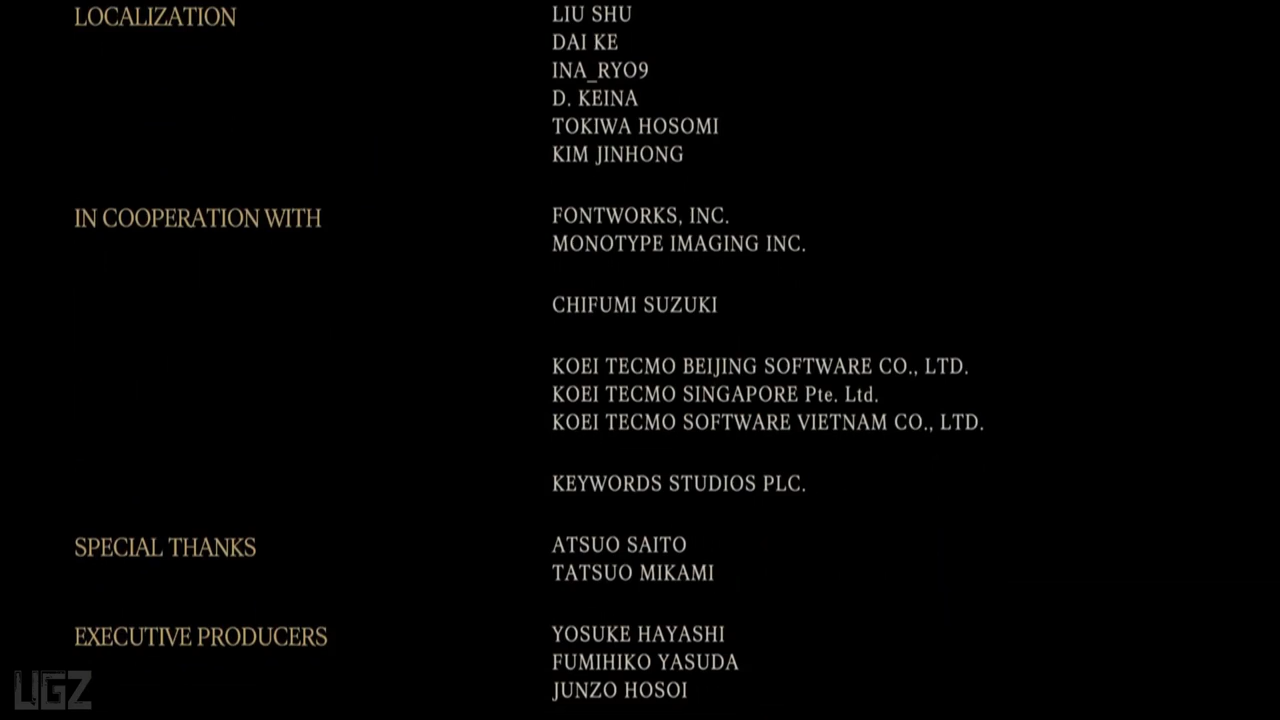 LOCALIZATION
LIU SHU
DAI KE
INA_RYO9
D. KEINA
TOKIWA HOSOMI
KIM JINHONG
IN COOPERATION WITH
FONTWORKS, INC.
MONOTYPE IMAGING INC.
CHIFUMI SUZUKI
KOEI TECMO BEIJING SOFTWARE CO., LTD.
KOEI TECMO SINGAPORE Pte. Ltd.
KOEI TECMO SOFTWARE VIETNAM CO., LTD.
KEYWORDS STUDIOS PLC.
SPECIAL THANKS
ATSUO SAITO
TATSUO MIKAMI
EXECUTIVE PRODUCERS
YOSUKE HAYASHI
FUMIHIKO YASUDA
JUNZO HOSOI
UGZ